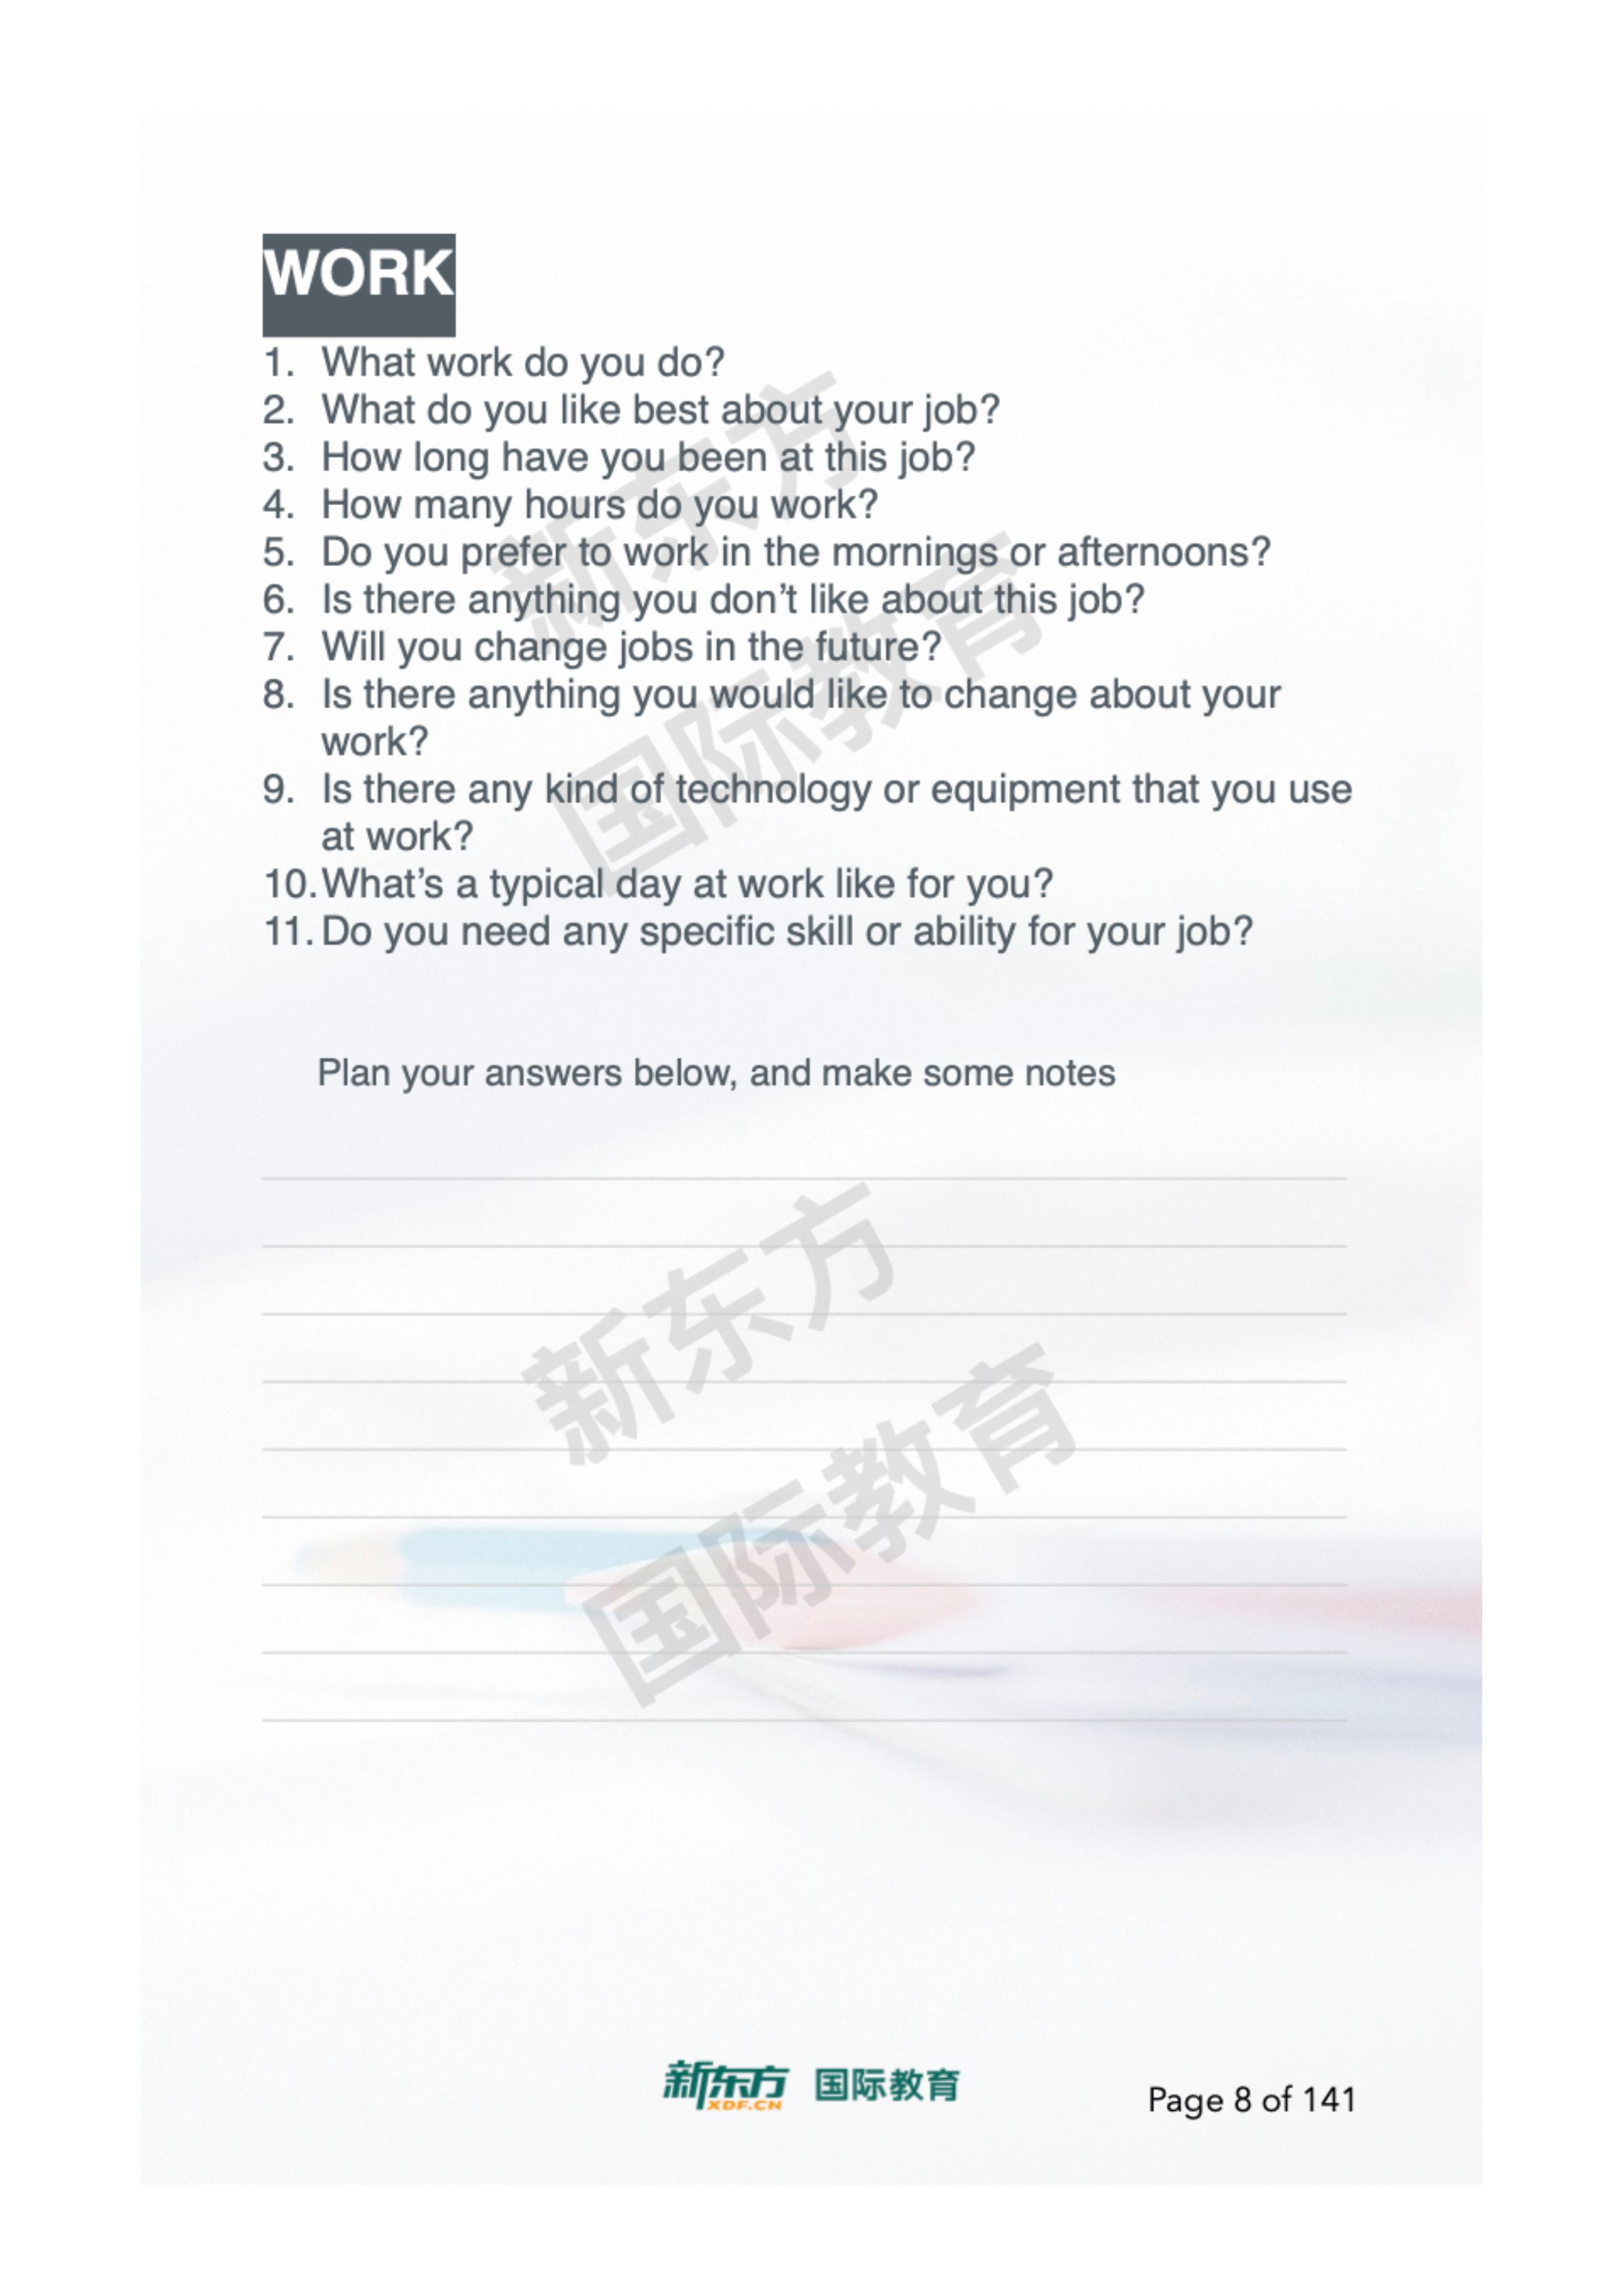 WORK
1. What work do you do?
2. What do you like best about your job?
3. How long have you been at this job?
4. How many hours do you work?
5. Do you prefer to work in the mornings or afternoons?
6. Is there anything you don't like about this job?
7. Will you change jobs in the future?
8. Is there anything you would like to change about your
work?
9. Is there any kind of technology or equipment that you use
at work?
10. What's a typical day at work like for you?
11. Do you need any specific skill or ability for your job?
新东方
国际教育
Plan your answers below, and make some notes
新东方
国际教育
新东方 国际教育
XDF.CN
Page 8 of 141